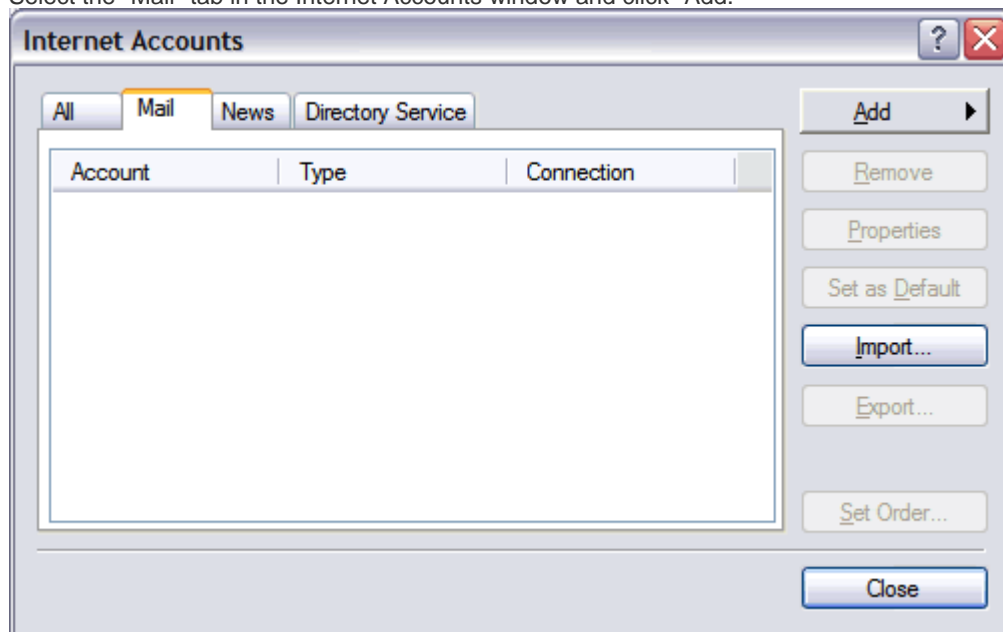 Select the "Mail" tab in the Internet Accounts window and click "Add."
Internet Accounts
All Mail News Directory Service
Add
Account Type Connection
Remove
Properties
Set as Default
Import...
Export...
Set Order...
Close